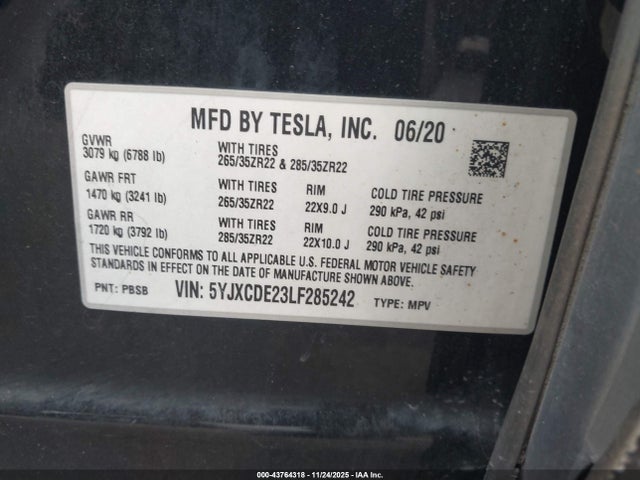 MFD BY TESLA, INC. 06/20
GVWR
3079 kg (6788 lb)
WITH TIRES
265/35ZR22 & 285/35ZR22
GAWR FRT
1470 kg (3241 lb)
WITH TIRES
265/35ZR22
RIM
22X9.0 J
COLD TIRE PRESSURE
290 kPa, 42 psi
GAWR RR
1720 kg (3792 lb)
WITH TIRES
285/35ZR22
RIM
22X10.0 J
COLD TIRE PRESSURE
290 kPa, 42 psi
THIS VEHICLE CONFORMS TO ALL APPLICABLE U.S. FEDERAL MOTOR VEHICLE SAFETY
STANDARDS IN EFFECT ON THE DATE OF MANUFACTURE SHOWN ABOVE.
PNT: PBSB VIN: 5YJXCDE23LF285242 TYPE: MPV
000-43764318 - 11/24/2025 - IAA Inc.